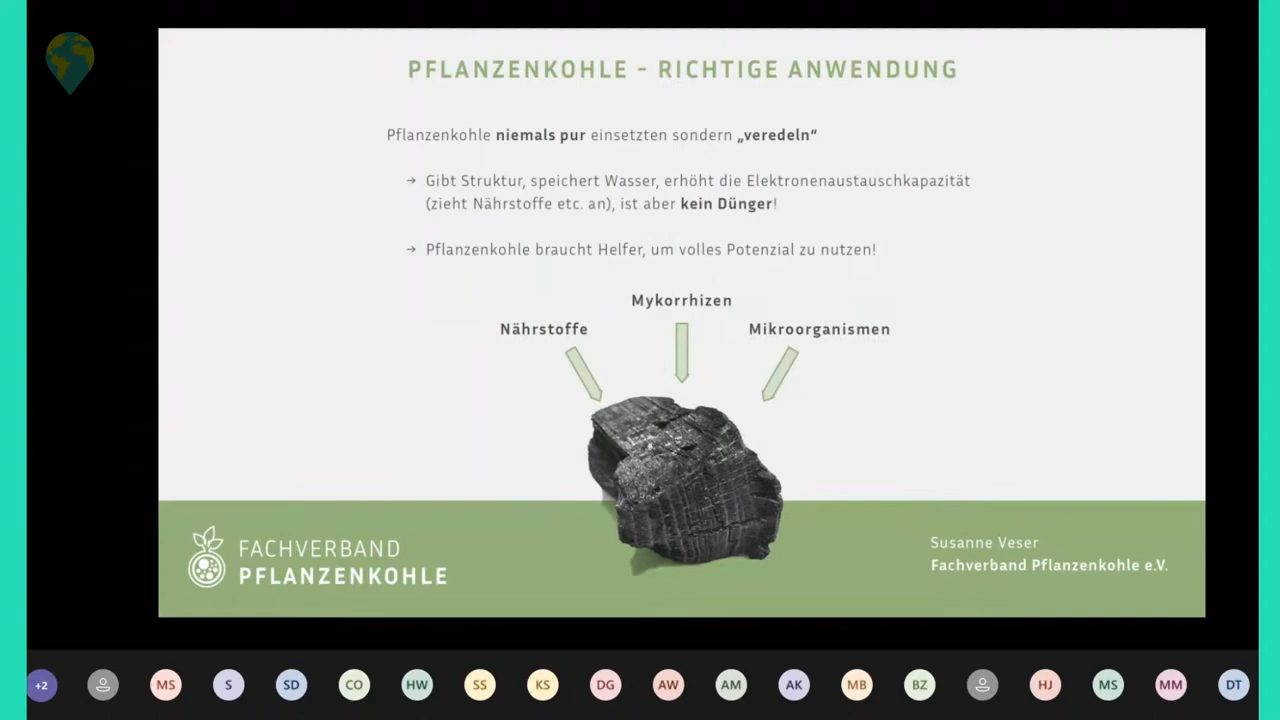 PFLANZENKOHLE - RICHTIGE ANWENDUNG
Pflanzenkohle niemals pur einsetzten sondern „veredeln“
→ Gibt Struktur, speichert Wasser, erhöht die Elektronenaustauschkapazität
(zieht Nährstoffe etc. an), ist aber kein Dünger!
→ Pflanzenkohle braucht Helfer, um volles Potenzial zu nutzen!
Mykorrhizen
Nährstoffe
Mikroorganismen
FACHVERBAND
PFLANZENKOHLE
Susanne Veser
Fachverband Pflanzenkohle e.V.
+2 MS S SD CO HW SS KS DG AW AM AK MB BZ HJ MS MM DT